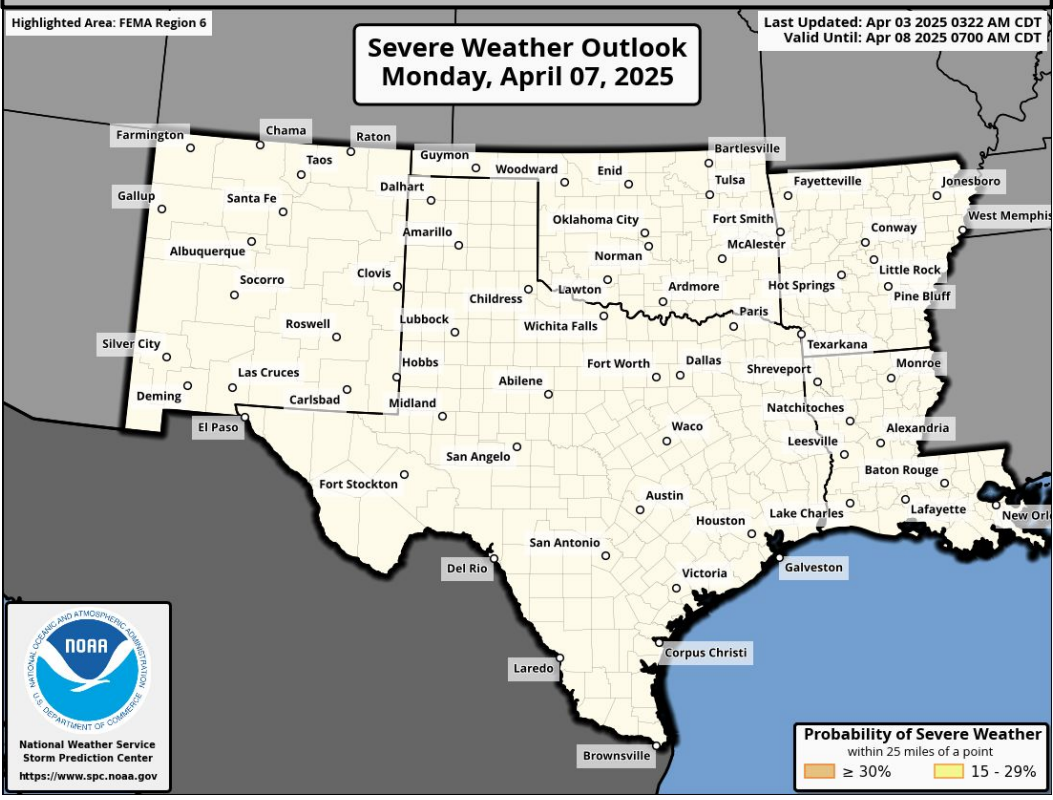 Highlighted Area: FEMA Region 6
Last Updated: Apr 03 2025 0322 AM CDT
Valid Until: Apr 08 2025 0700 AM CDT
Severe Weather Outlook
Monday, April 07, 2025
Farmington
Chama
Raton
Taos
Guymon
Woodward
Enid
Bartlesville
Tulsa
Fayetteville
Jonesboro
Gallup
Santa Fe
Dalhart
Oklahoma City
Fort Smith
West Memphis
Albuquerque
Amarillo
Norman
McAlester
Conway
Socorro
Clovis
Childress
Lawton
Ardmore
Hot Springs
Little Rock
Pine Bluff
Roswell
Lubbock
Wichita Falls
Paris
Texarkana
Silver City
Las Cruces
Hobbs
Fort Worth
Dallas
Shreveport
Monroe
Deming
Carlsbad
Midland
Abilene
Natchitoches
El Paso
Waco
Leesville
Alexandria
San Angelo
Fort Stockton
Baton Rouge
Austin
Houston
Lake Charles
Lafayette
New Orl
San Antonio
Del Rio
Victoria
Galveston
Laredo
Corpus Christi
Brownsville
NATIONAL OCEANIC AND ATMOSPHERIC ADMINISTRATION
NOAA
U.S. DEPARTMENT OF COMMERCE
National Weather Service
Storm Prediction Center
https://www.spc.noaa.gov
Probability of Severe Weather
within 25 miles of a point
≥ 30%
15 - 29%